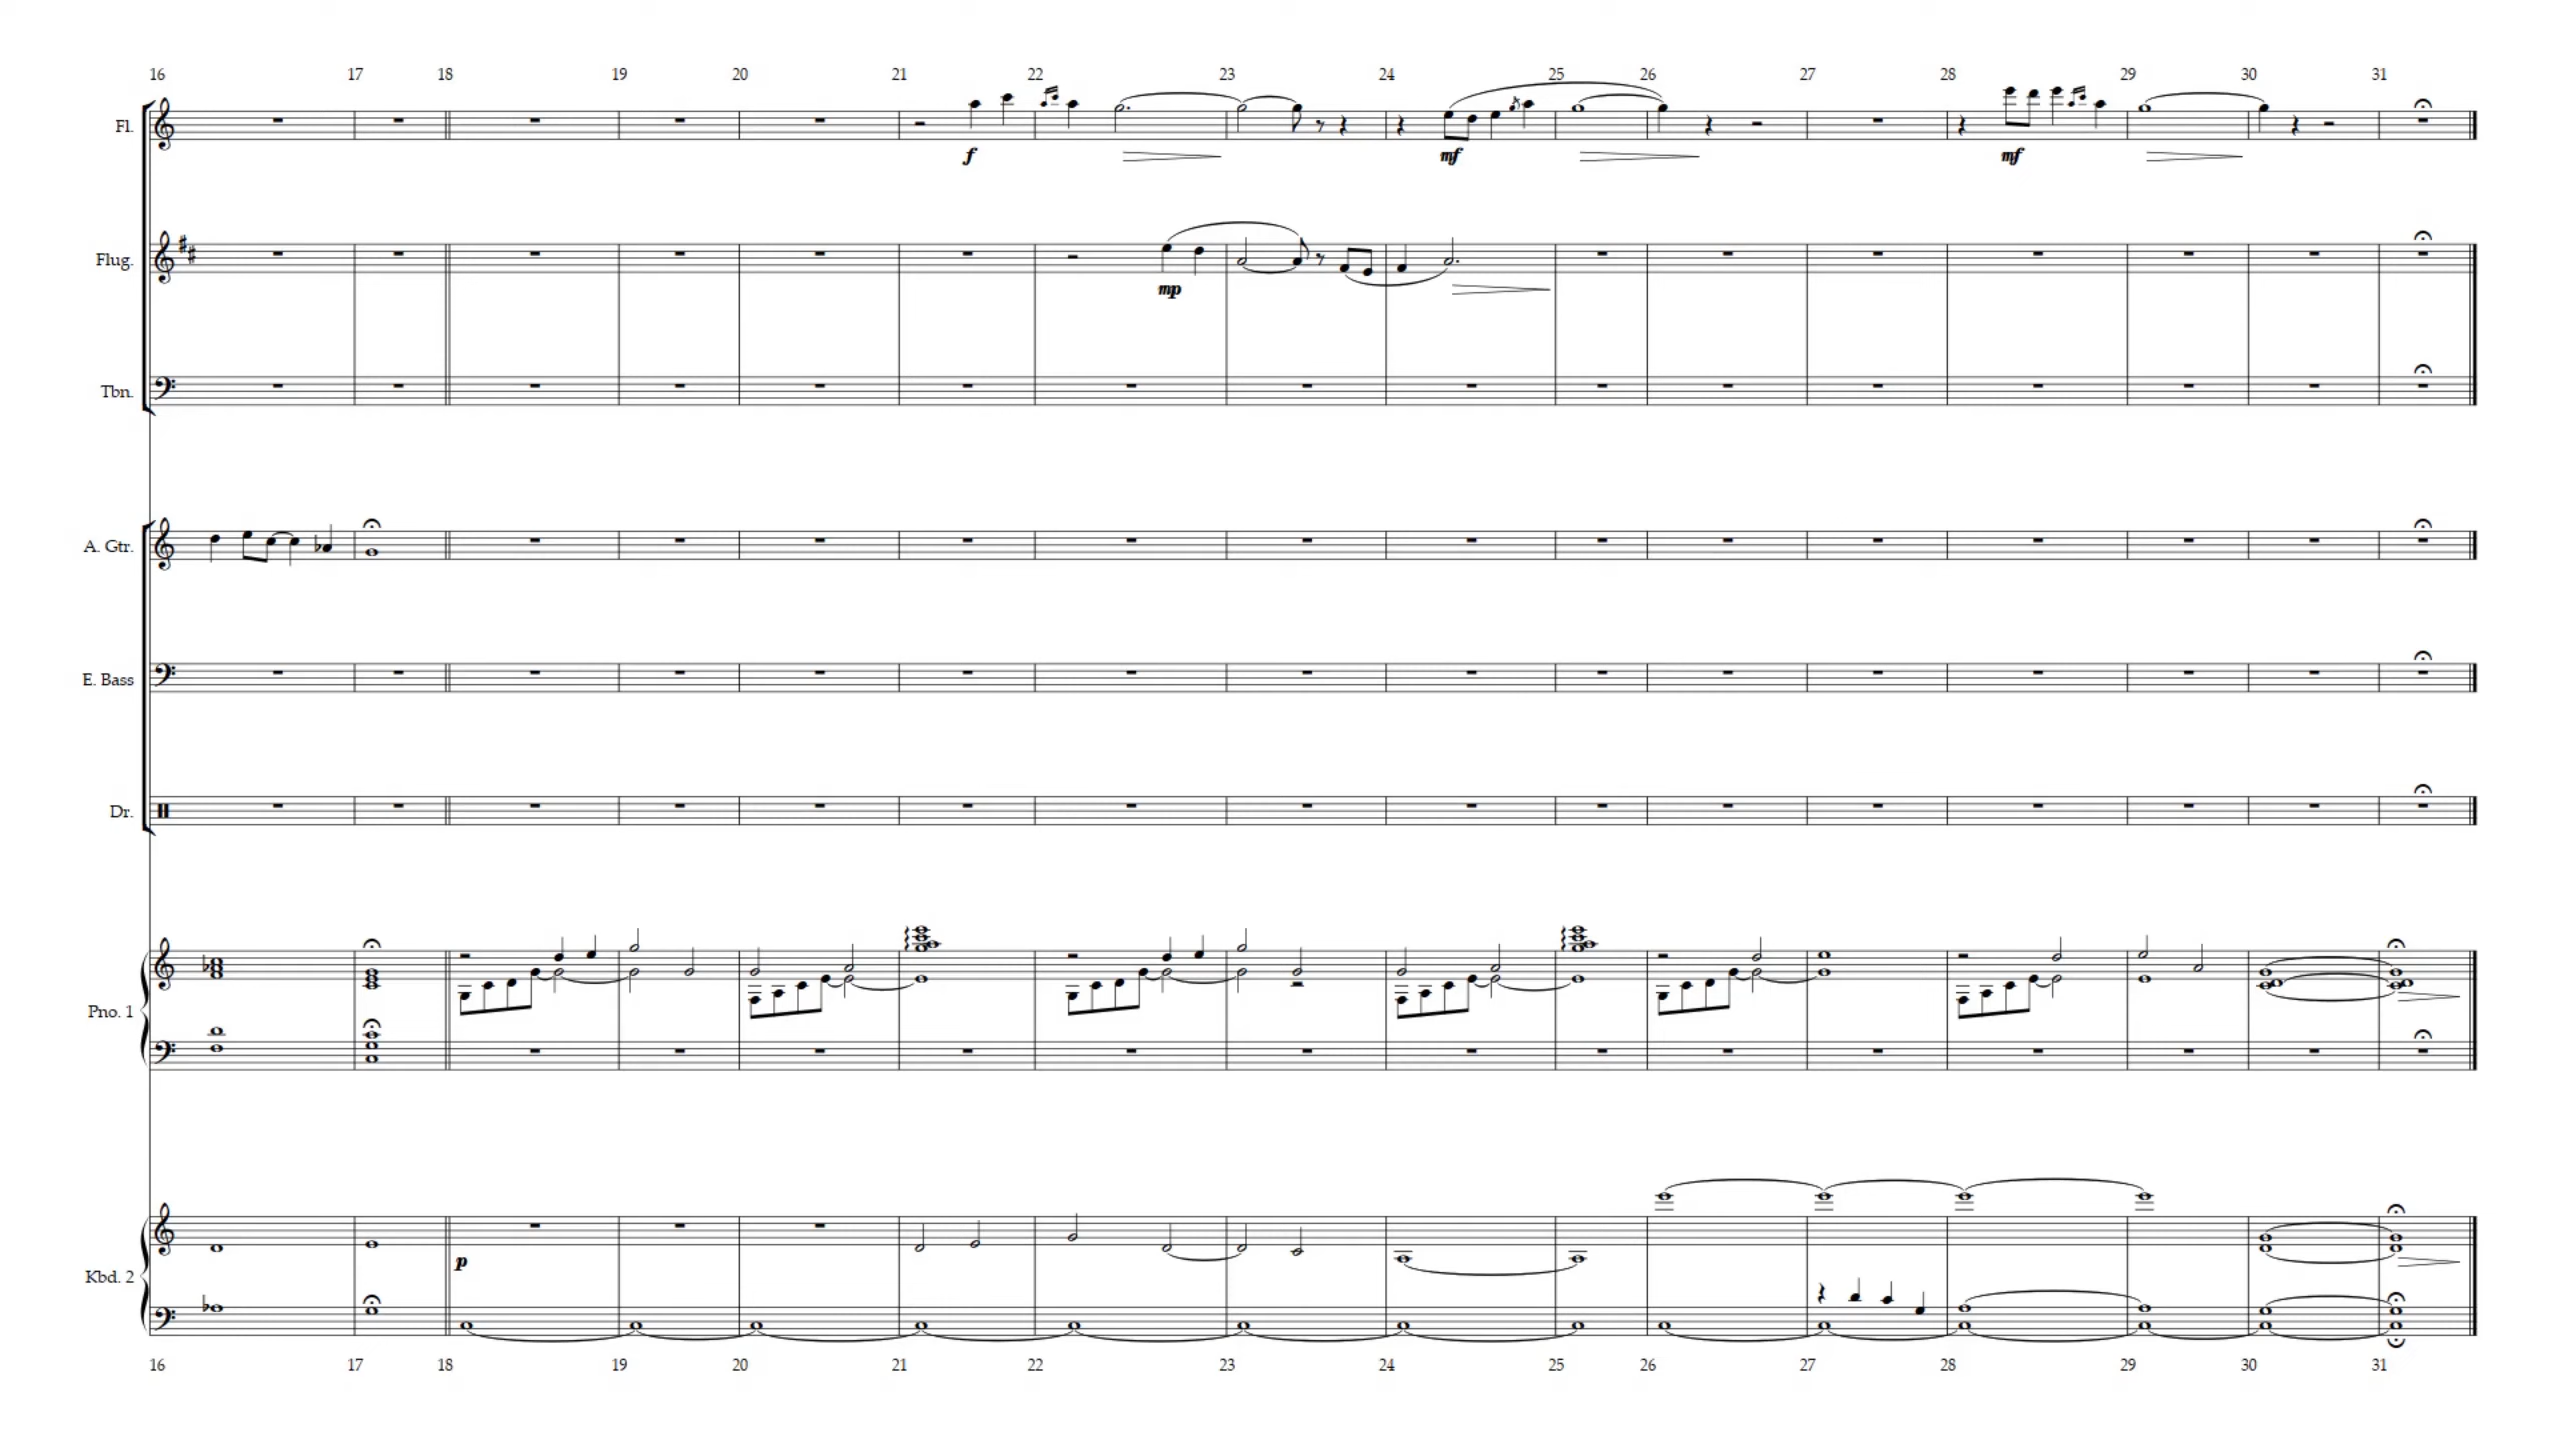 16 17 18 19 20 21 22 23 24 25 26 27 28 29 30 31
Fl.
f mf mf
Flug.
mp
Tbn.
A. Gtr.
E. Bass
Dr.
Pno. 1
p
Kbd. 2
16 17 18 19 20 21 22 23 24 25 26 27 28 29 30 31